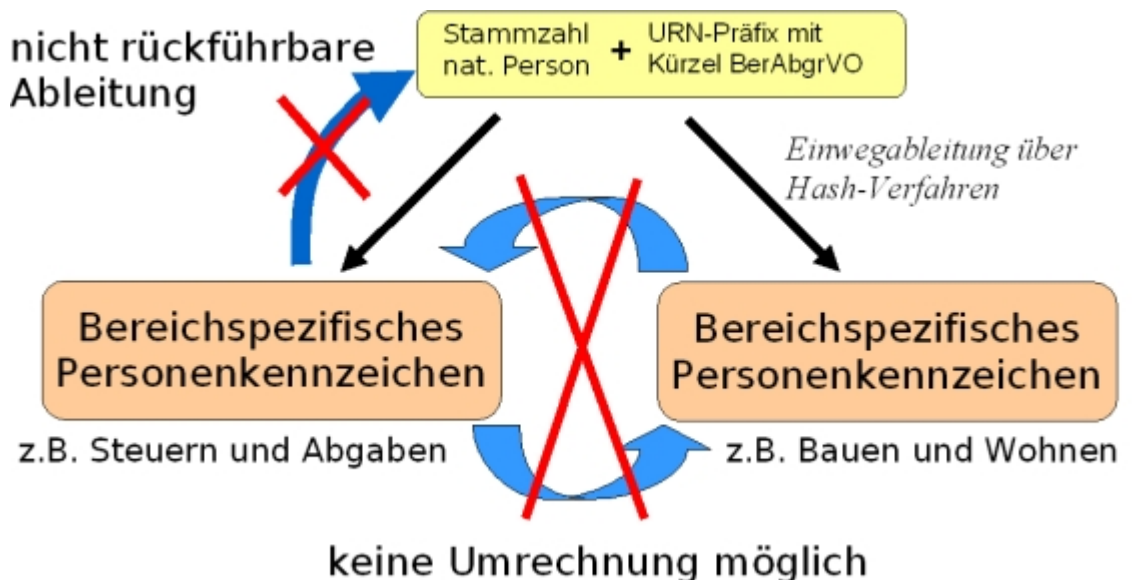 nicht rückführbare
Ableitung
Stammzahl
nat. Person
+
URN-Präfix mit
Kürzel BerAbgrVO
Einwegableitung über
Hash-Verfahren
Bereichspezifisches
Personenkennzeichen
z.B. Steuern und Abgaben
Bereichspezifisches
Personenkennzeichen
z.B. Bauen und Wohnen
keine Umrechnung möglich